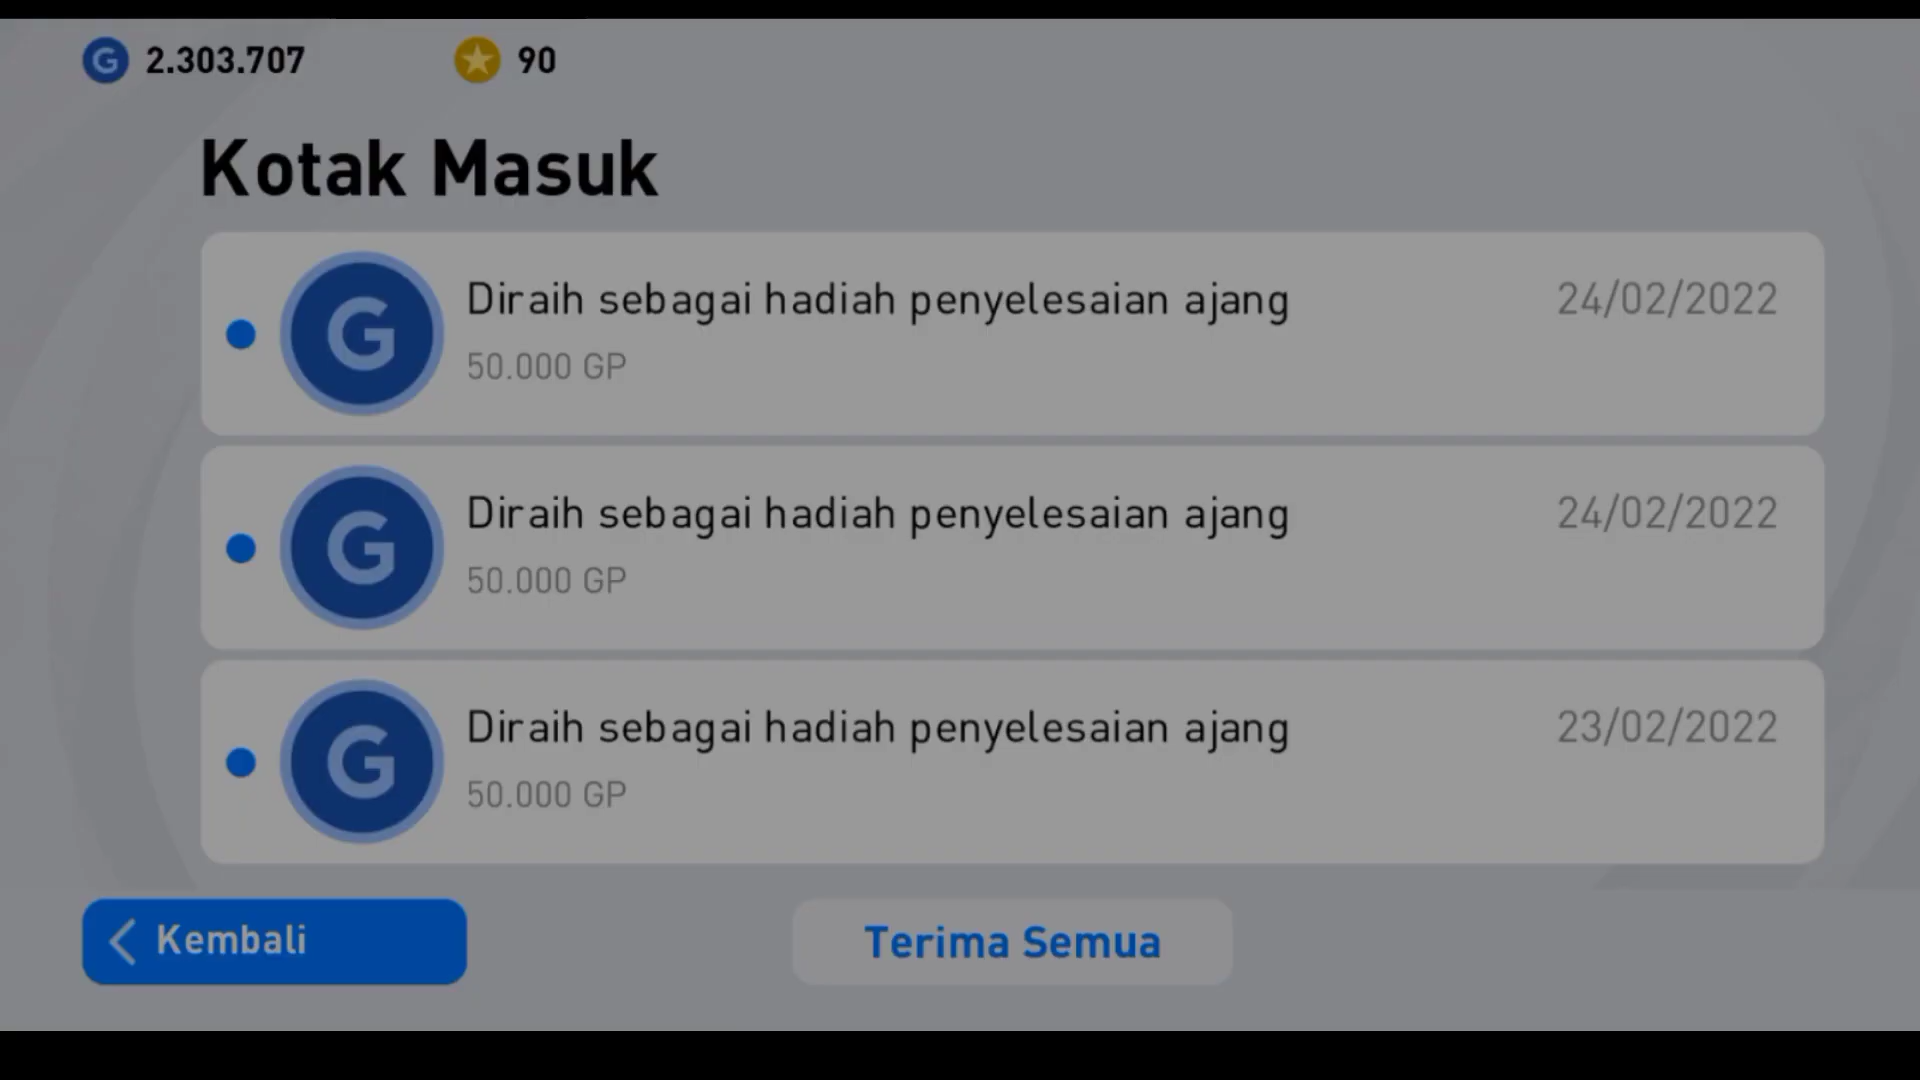 G 2.303.707 90
Kotak Masuk
G Diraih sebagai hadiah penyelesaian ajang 24/02/2022
50.000 GP
G Diraih sebagai hadiah penyelesaian ajang 24/02/2022
50.000 GP
G Diraih sebagai hadiah penyelesaian ajang 23/02/2022
50.000 GP
Kembali Terima Semua